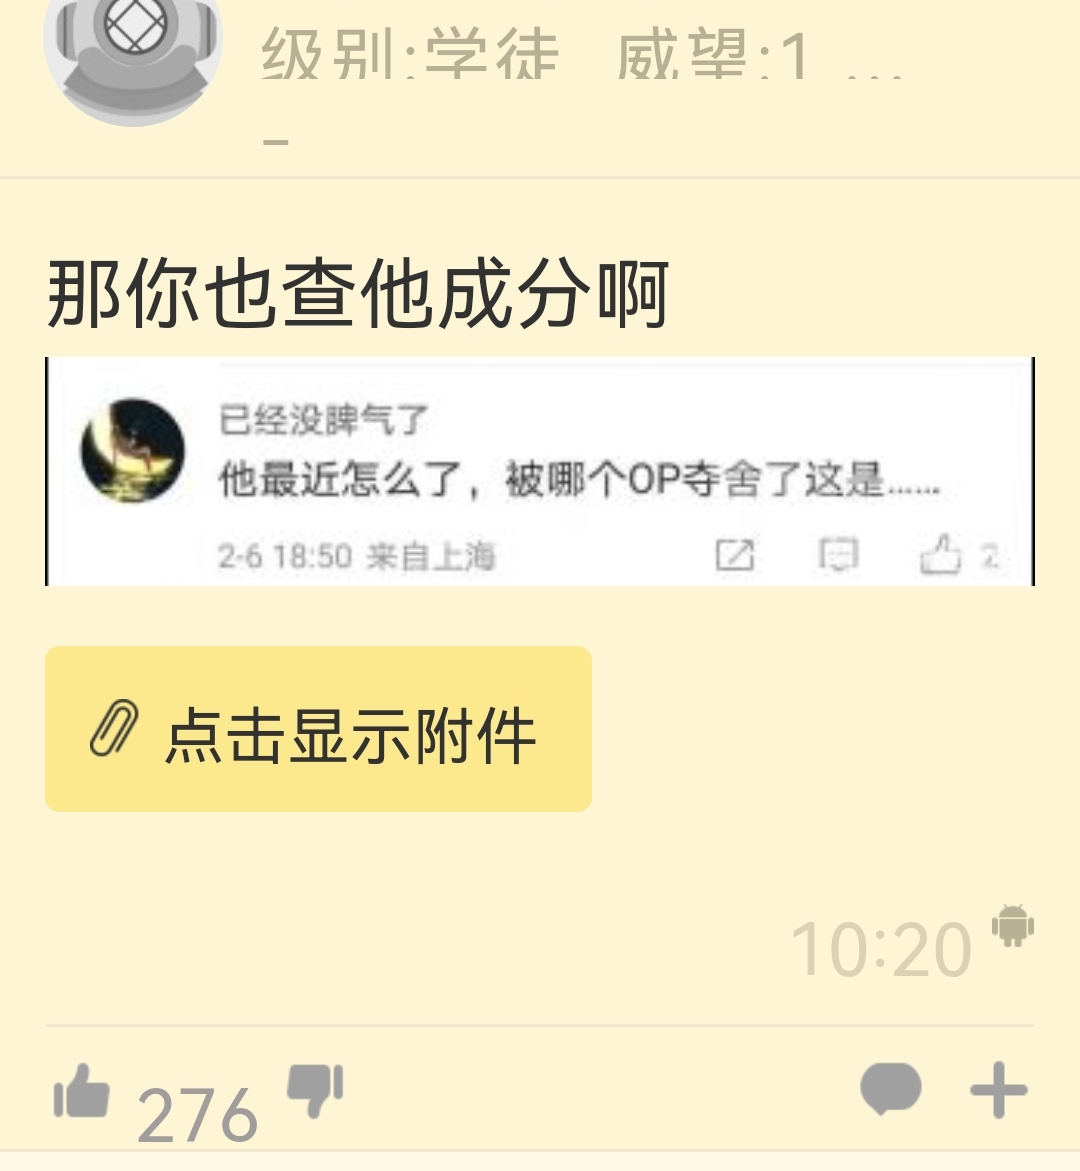 级别:学徒 威望:1 ...
-
那你也查他成分啊
已经没脾气了
他最近怎么了，被哪个OP夺舍了这是......
2-6 18:50 来自上海
2
点击显示附件
10:20
276